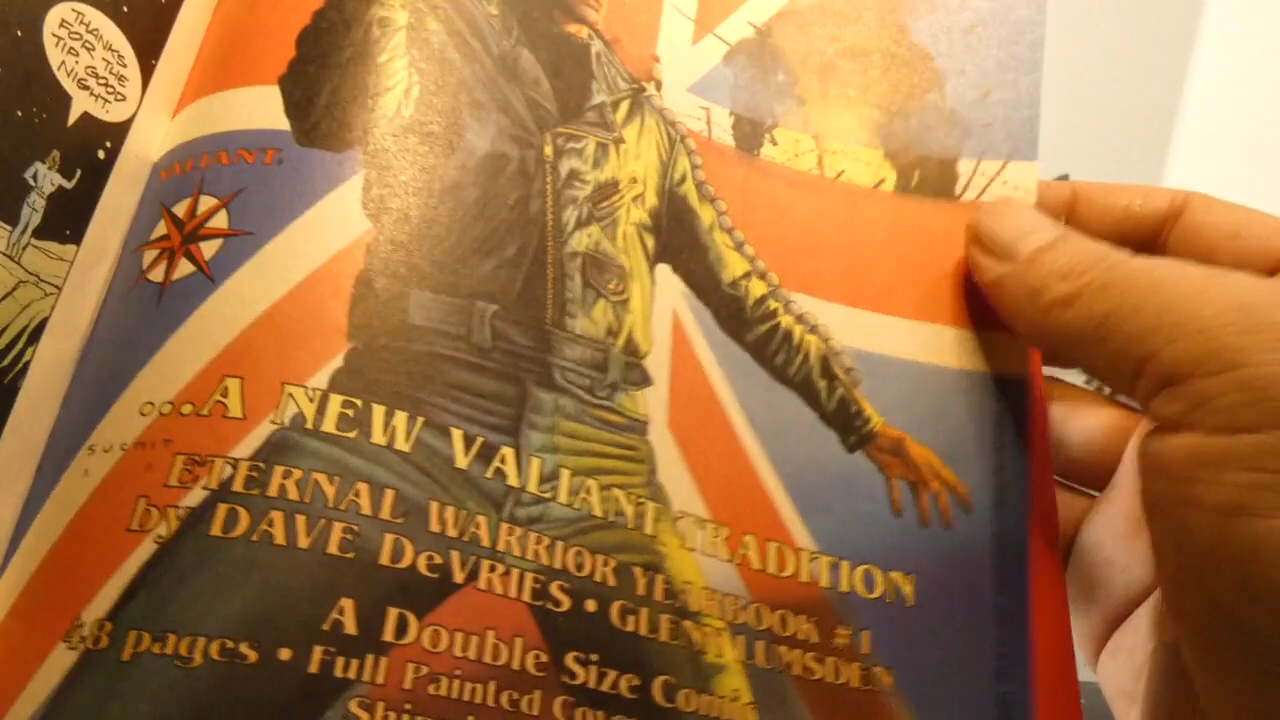 THANKS
FOR THE
TIP. GOOD
NIGHT.
VALIANT.
...A NEW VALIANT TRADITION
ETERNAL WARRIOR YEARBOOK #1
by DAVE DeVRIES • GLENN LUMSDEN
A Double Size Comic
48 pages • Full Painted Cover